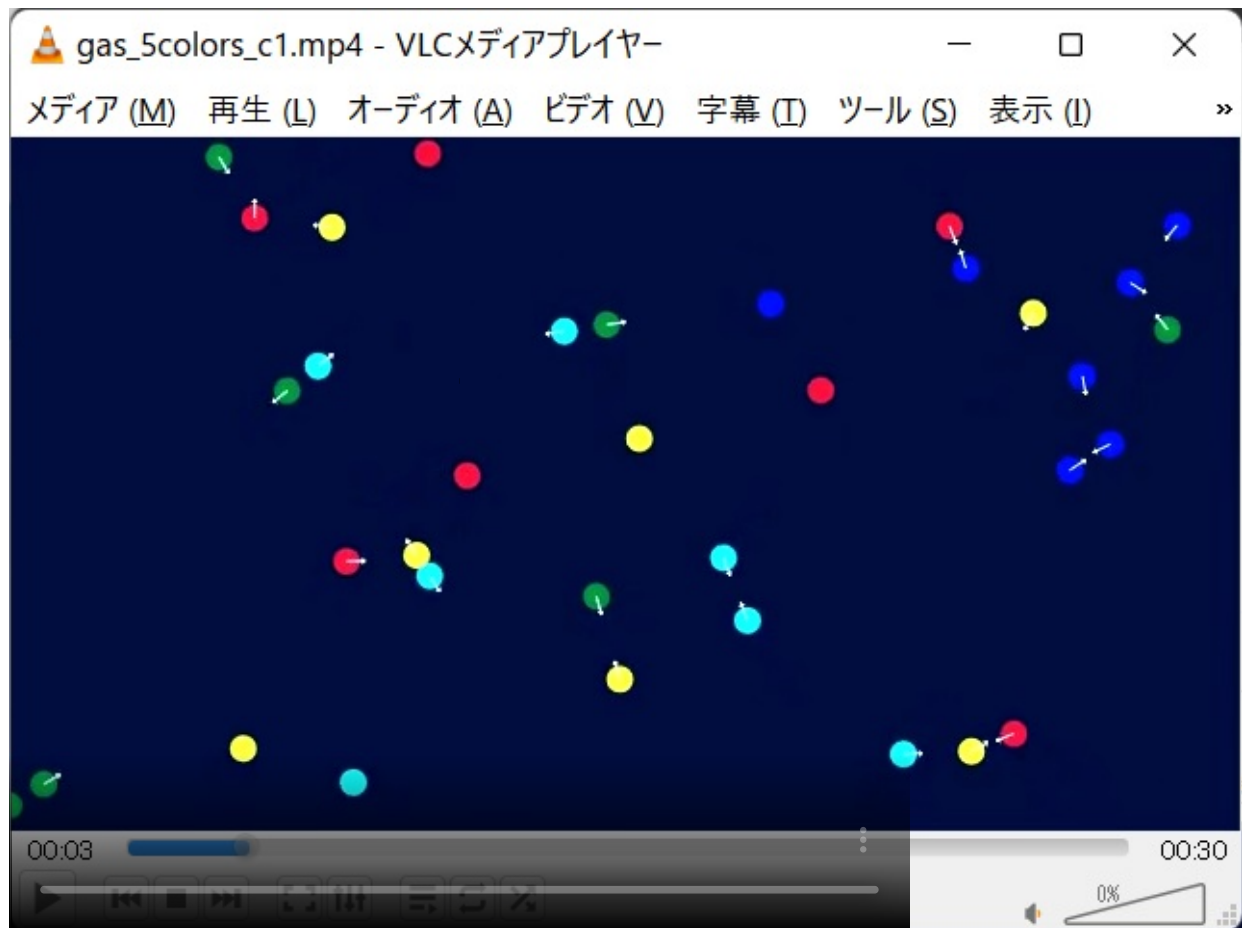 gas_5colors_c1.mp4 - VLCメディアプレイヤー
メディア (M) 再生 (L) オーディオ (A) ビデオ (V) 字幕 (T) ツール (S) 表示 (I) »
00:03 00:30
0%